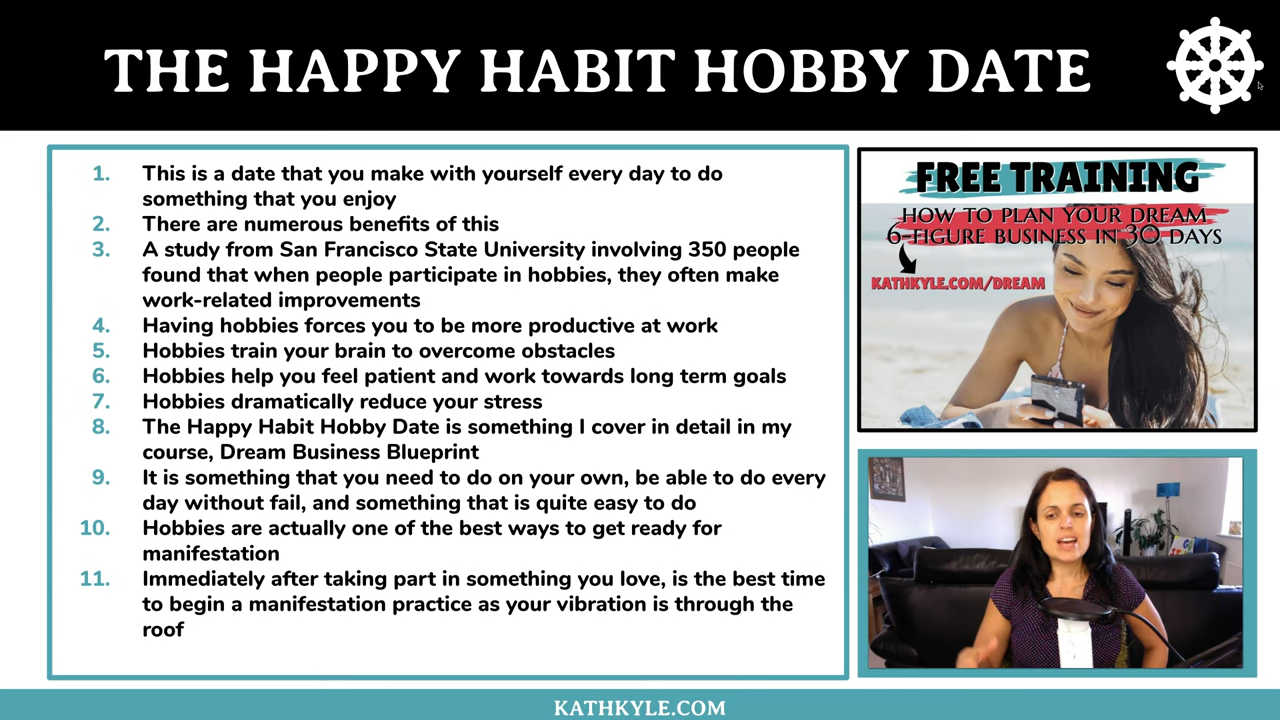 THE HAPPY HABIT HOBBY DATE
1. This is a date that you make with yourself every day to do
something that you enjoy
2. There are numerous benefits of this
3. A study from San Francisco State University involving 350 people
found that when people participate in hobbies, they often make
work-related improvements
4. Having hobbies forces you to be more productive at work
5. Hobbies train your brain to overcome obstacles
6. Hobbies help you feel patient and work towards long term goals
7. Hobbies dramatically reduce your stress
8. The Happy Habit Hobby Date is something I cover in detail in my
course, Dream Business Blueprint
9. It is something that you need to do on your own, be able to do every
day without fail, and something that is quite easy to do
10. Hobbies are actually one of the best ways to get ready for
manifestation
11. Immediately after taking part in something you love, is the best time
to begin a manifestation practice as your vibration is through the
roof
FREE TRAINING
HOW TO PLAN YOUR DREAM
6-FIGURE BUSINESS IN 30 DAYS
KATHKYLE.COM/DREAM
KATHKYLE.COM